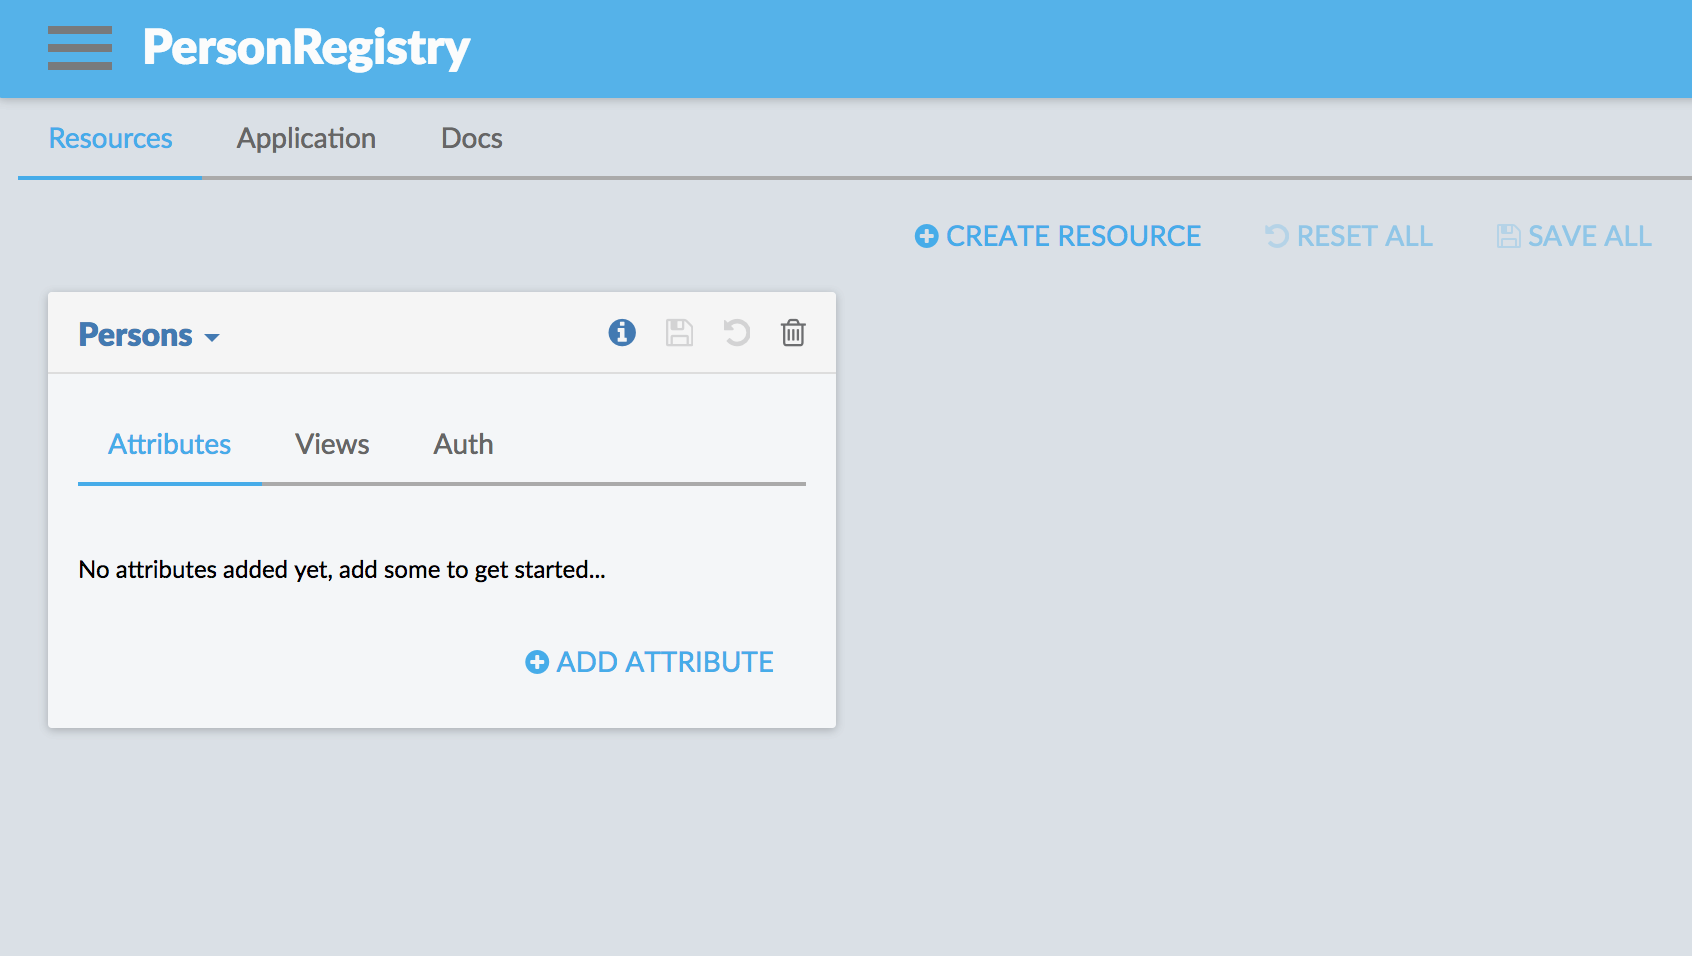 PersonRegistry
Resources Application Docs
CREATE RESOURCE RESET ALL SAVE ALL
Persons
Attributes Views Auth
No attributes added yet, add some to get started...
ADD ATTRIBUTE